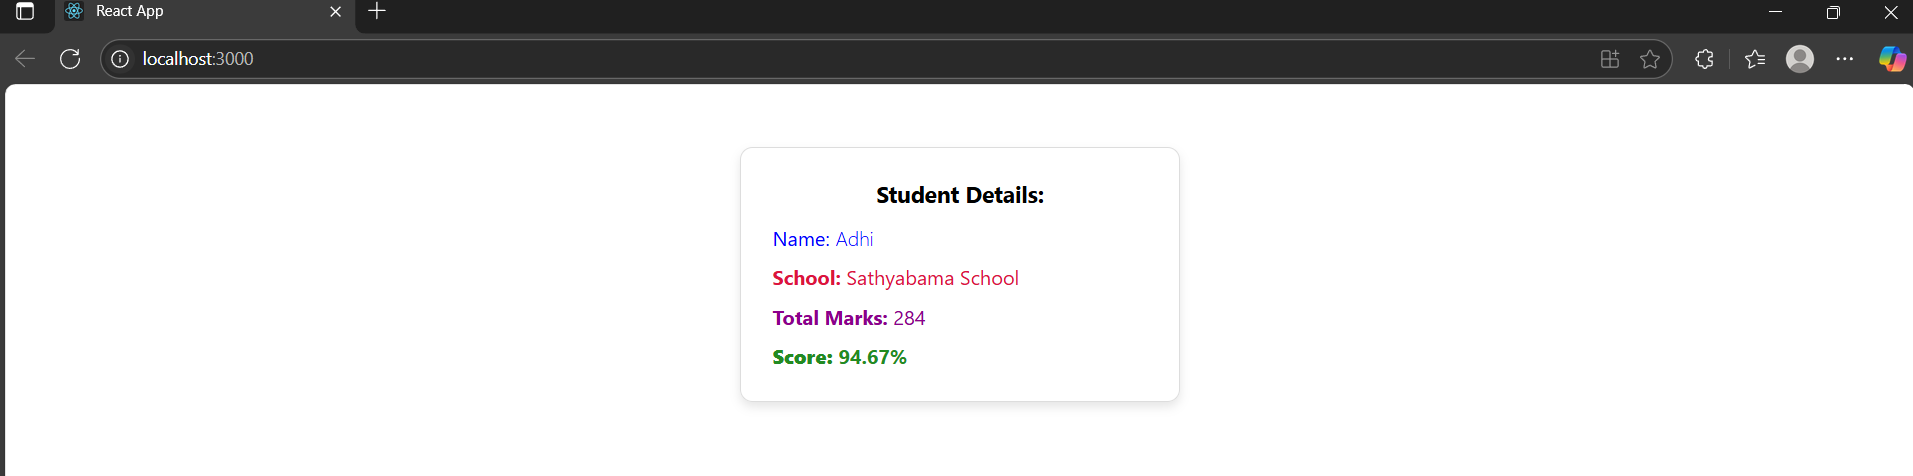 React App
localhost:3000
Student Details:
Name: Adhi
School: Sathyabama School
Total Marks: 284
Score: 94.67%